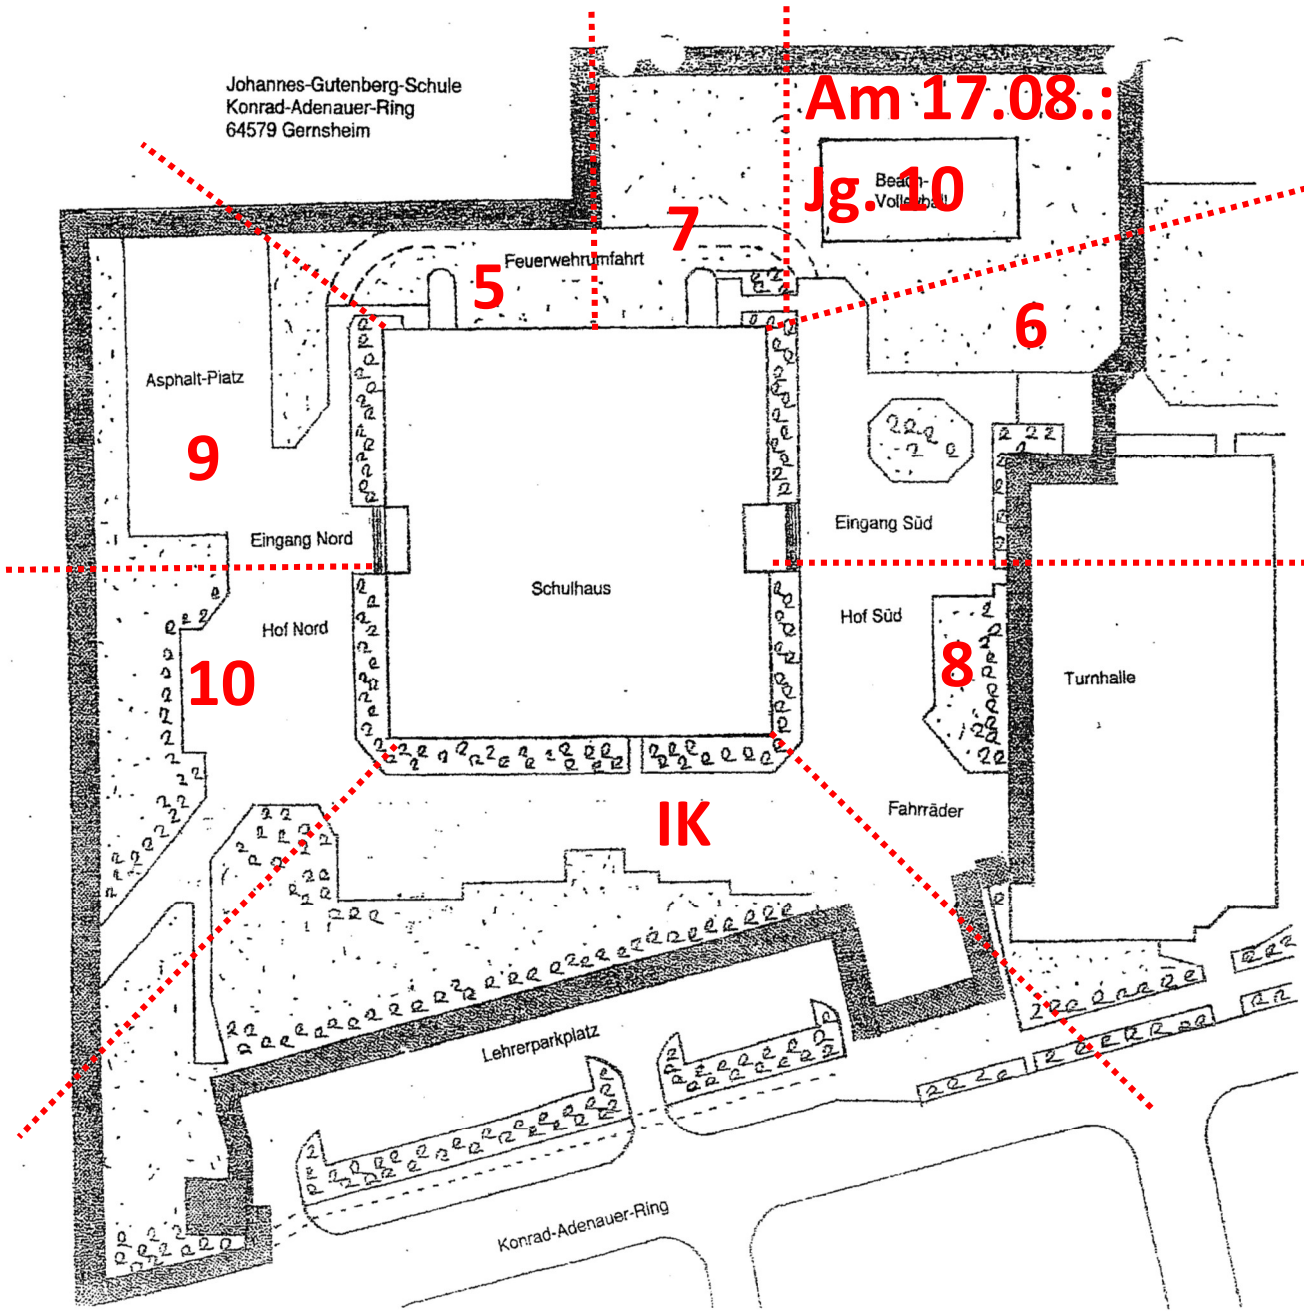 Johannes-Gutenberg-Schule
Konrad-Adenauer-Ring
64579 Gernsheim
Am 17.08.:
Jg. 10
Beach-
Volleyball
7
Feuerwehrumfahrt
5
6
Asphalt-Platz
9
Eingang Nord
Eingang Süd
Schulhaus
Hof Nord
Hof Süd
10
8
Turnhalle
IK
Fahrräder
Lehrerparkplatz
Konrad-Adenauer-Ring